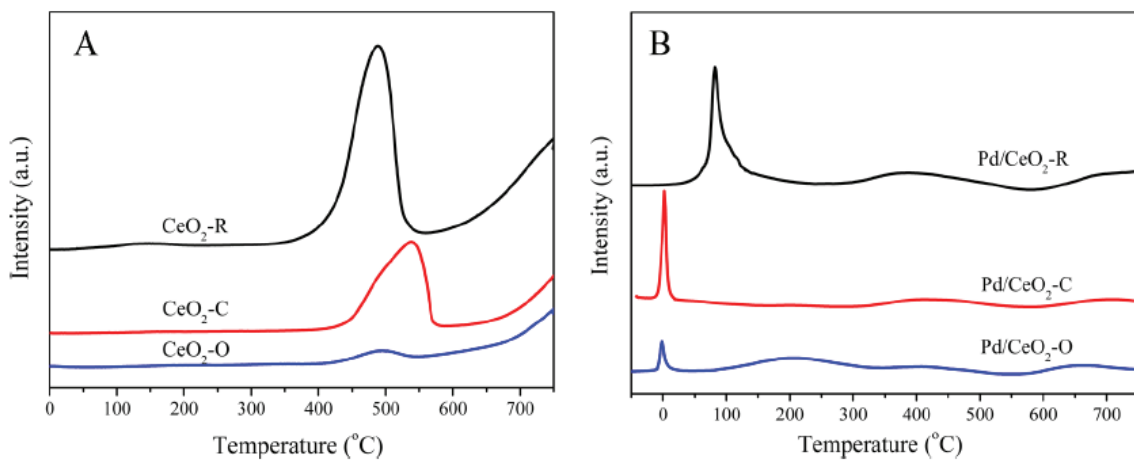 A
Intensity (a.u.)
CeO2-R
CeO2-C
CeO2-O
0 100 200 300 400 500 600 700
Temperature (°C)
B
Intensity (a.u.)
Pd/CeO2-R
Pd/CeO2-C
Pd/CeO2-O
0 100 200 300 400 500 600 700
Temperature (°C)